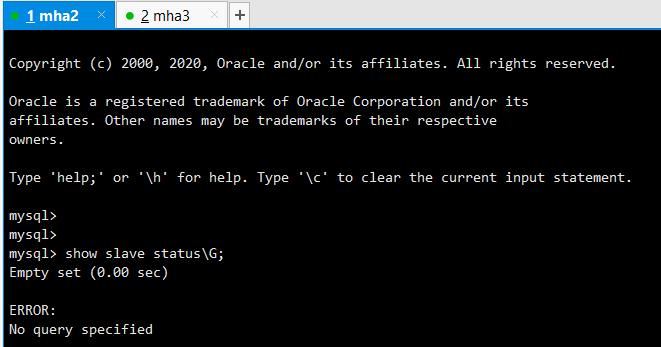 1 mha2 ×
2 mha3 ×
+
Copyright (c) 2000, 2020, Oracle and/or its affiliates. All rights reserved.
Oracle is a registered trademark of Oracle Corporation and/or its
affiliates. Other names may be trademarks of their respective
owners.
Type 'help;' or '\h' for help. Type '\c' to clear the current input statement.
mysql>
mysql>
mysql> show slave status\G;
Empty set (0.00 sec)
ERROR:
No query specified